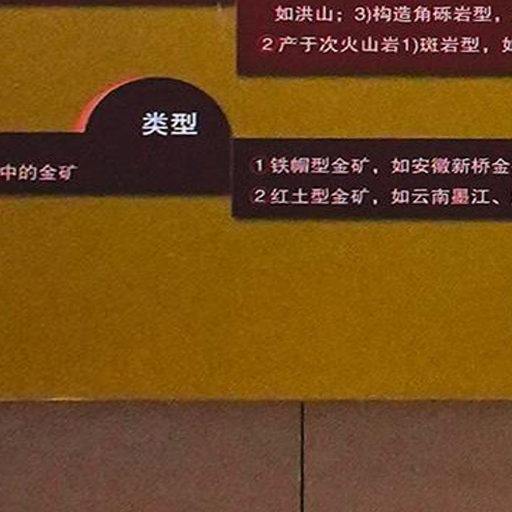 如洪山；3)构造角砾岩型，
②产于次火山岩1)斑岩型，如
类型
中的金矿
①铁帽型金矿，如安徽新桥金
②红土型金矿，如云南墨江、